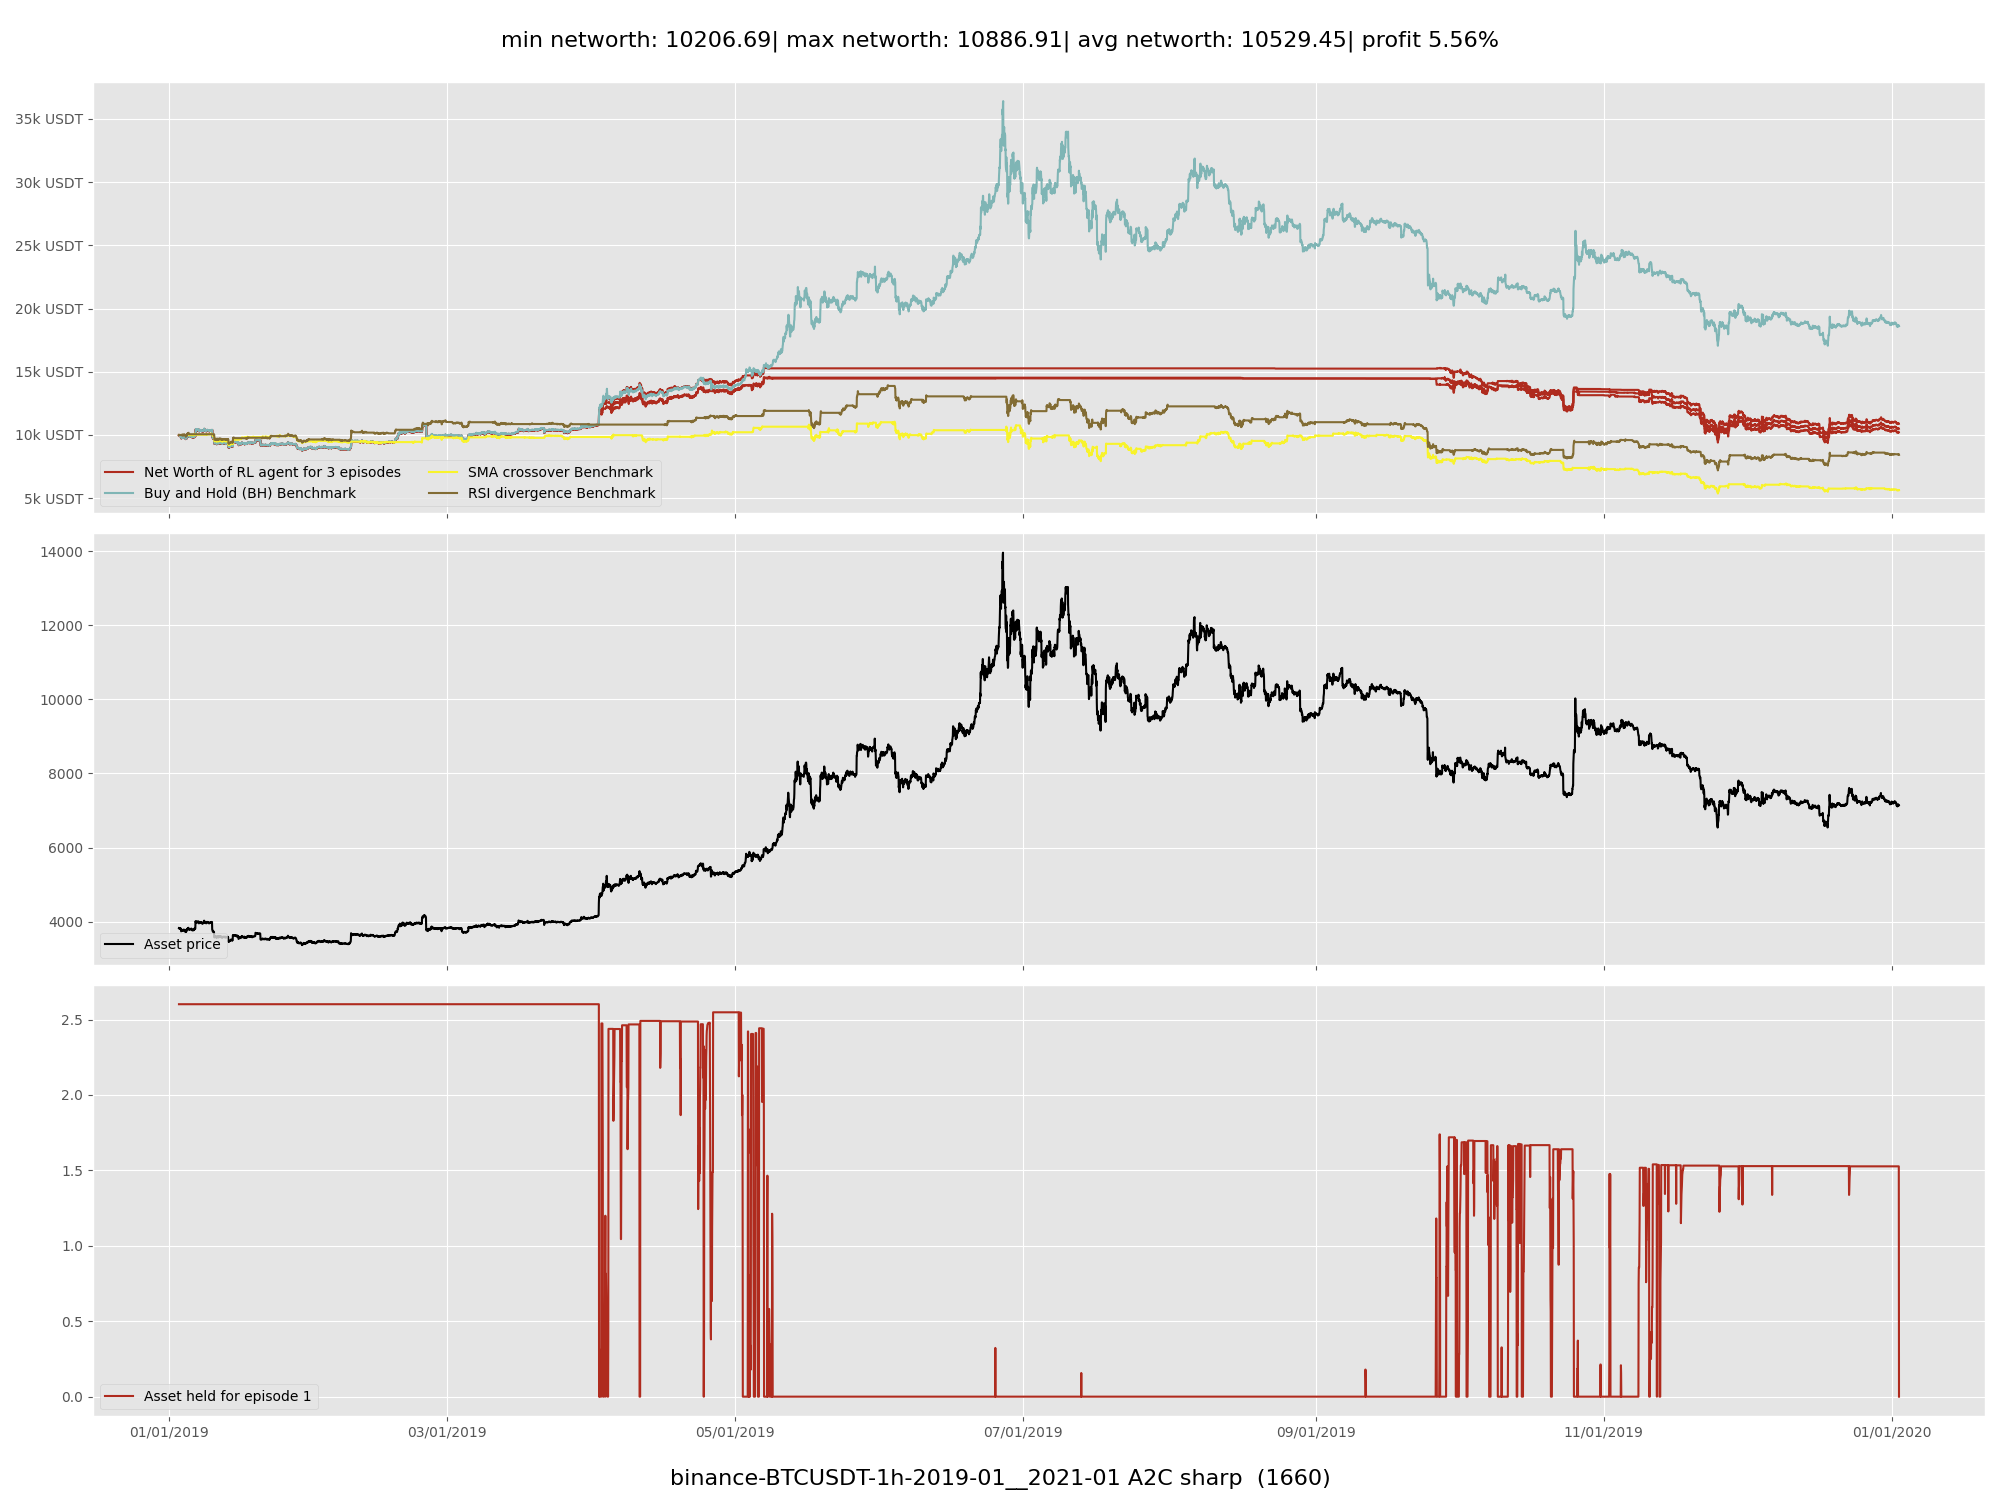 min networth: 10206.69| max networth: 10886.91| avg networth: 10529.45| profit 5.56%
35k USDT
30k USDT
25k USDT
20k USDT
15k USDT
10k USDT
5k USDT
Net Worth of RL agent for 3 episodes
Buy and Hold (BH) Benchmark
SMA crossover Benchmark
RSI divergence Benchmark
14000
12000
10000
8000
6000
4000
Asset price
2.5
2.0
1.5
1.0
0.5
0.0
Asset held for episode 1
01/01/2019 03/01/2019 05/01/2019 07/01/2019 09/01/2019 11/01/2019 01/01/2020
binance-BTCUSDT-1h-2019-01__2021-01 A2C sharp (1660)